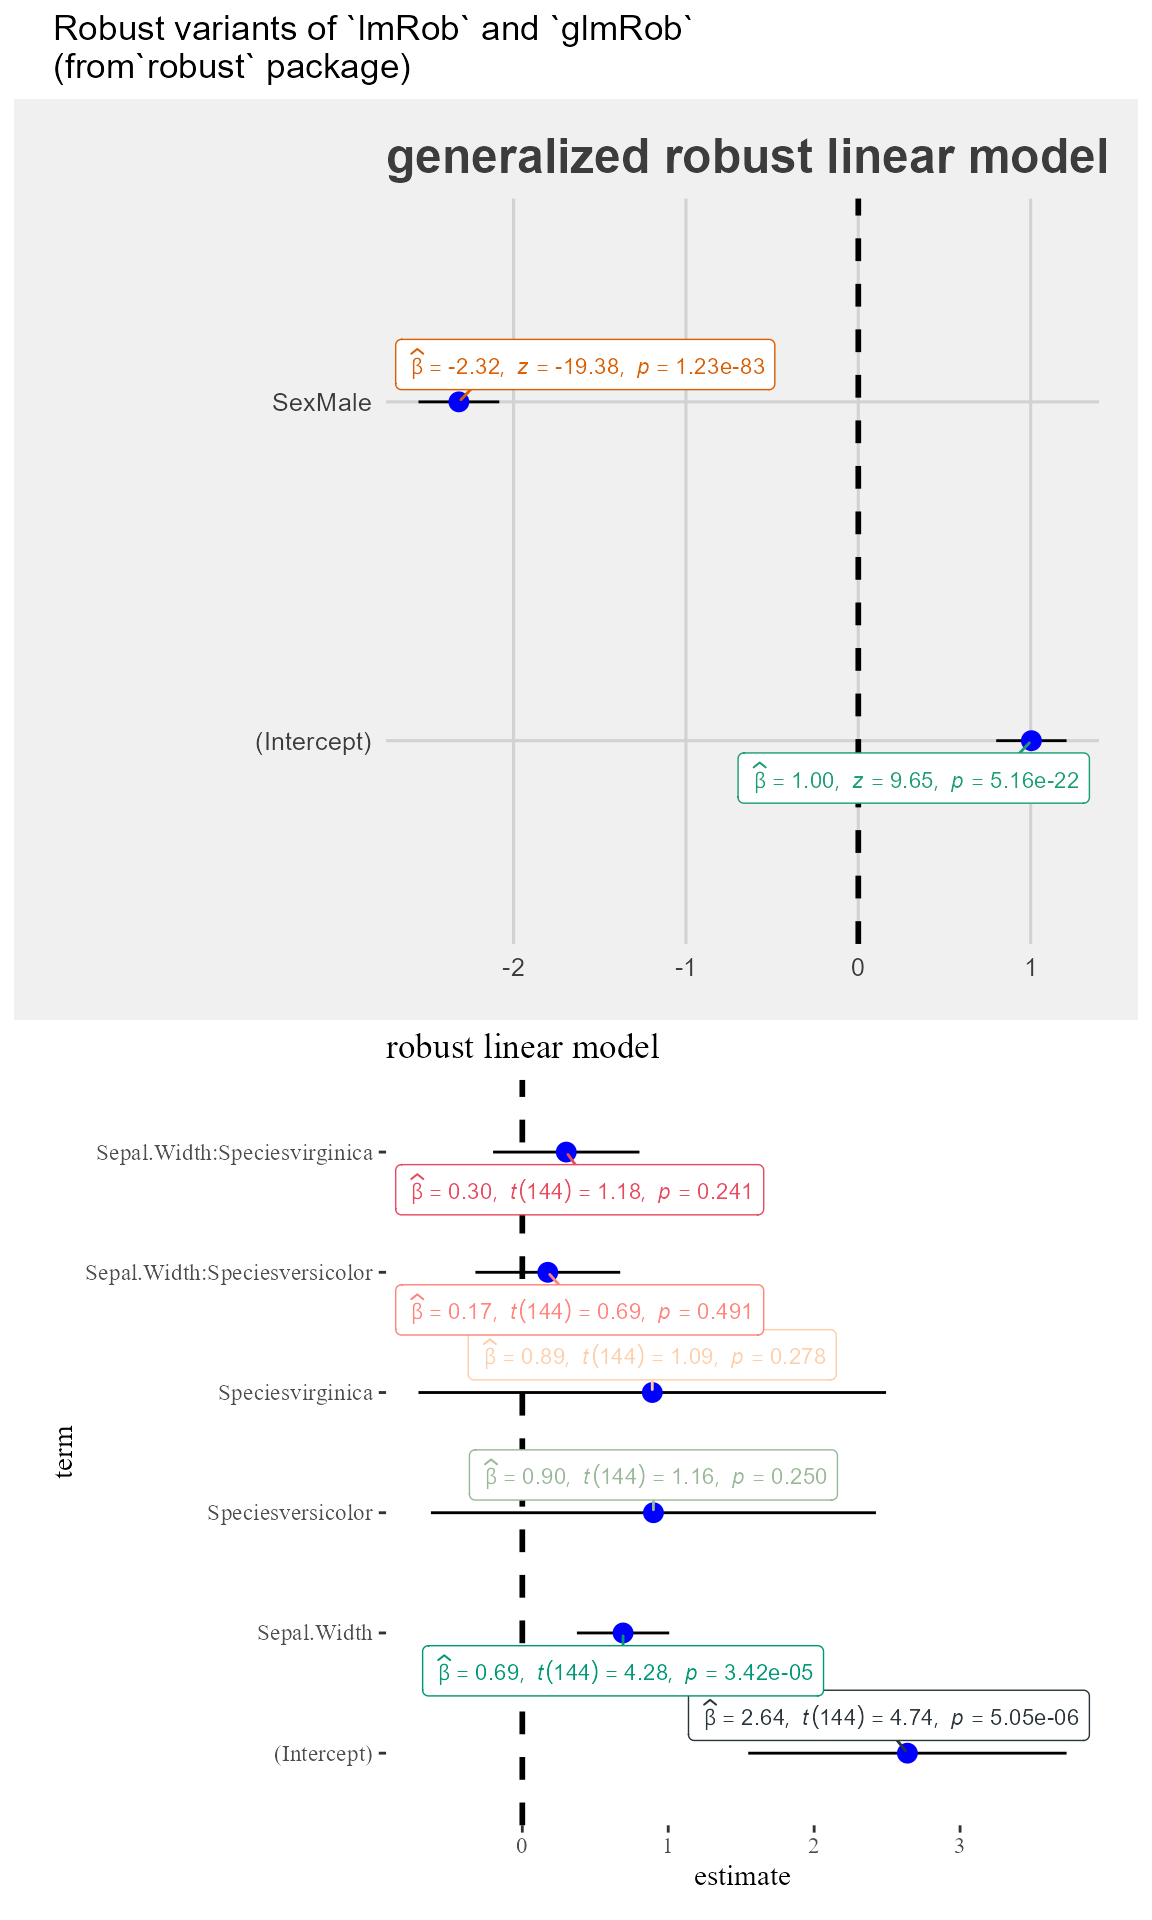 Robust variants of `lmRob` and `glmRob`
(from`robust` package)
generalized robust linear model
β̂ = -2.32, z = -19.38, p = 1.23e-83
SexMale
(Intercept)
β̂ = 1.00, z = 9.65, p = 5.16e-22
-2 -1 0 1
robust linear model
Sepal.Width:Speciesvirginica
β̂ = 0.30, t(144) = 1.18, p = 0.241
Sepal.Width:Speciesversicolor
β̂ = 0.17, t(144) = 0.69, p = 0.491
β̂ = 0.89, t(144) = 1.09, p = 0.278
Speciesvirginica
term
β̂ = 0.90, t(144) = 1.16, p = 0.250
Speciesversicolor
Sepal.Width
β̂ = 0.69, t(144) = 4.28, p = 3.42e-05
β̂ = 2.64, t(144) = 4.74, p = 5.05e-06
(Intercept)
0 1 2 3
estimate